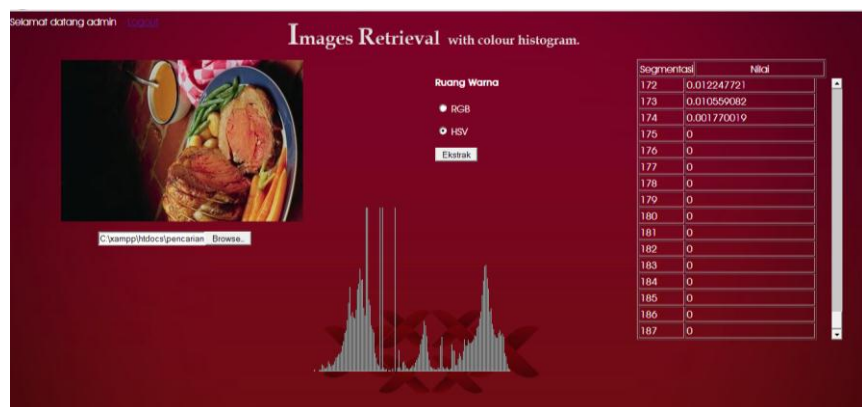 Selamat datang admin Logout
Images Retrieval with colour histogram.
Ruang Warna
RGB
HSV
Ekstrak
C:\xampp\htdocs\pencarian Browse..
Segmentasi Nilai
172 0.012247721
173 0.010559082
174 0.001770019
175 0
176 0
177 0
178 0
179 0
180 0
181 0
182 0
183 0
184 0
185 0
186 0
187 0